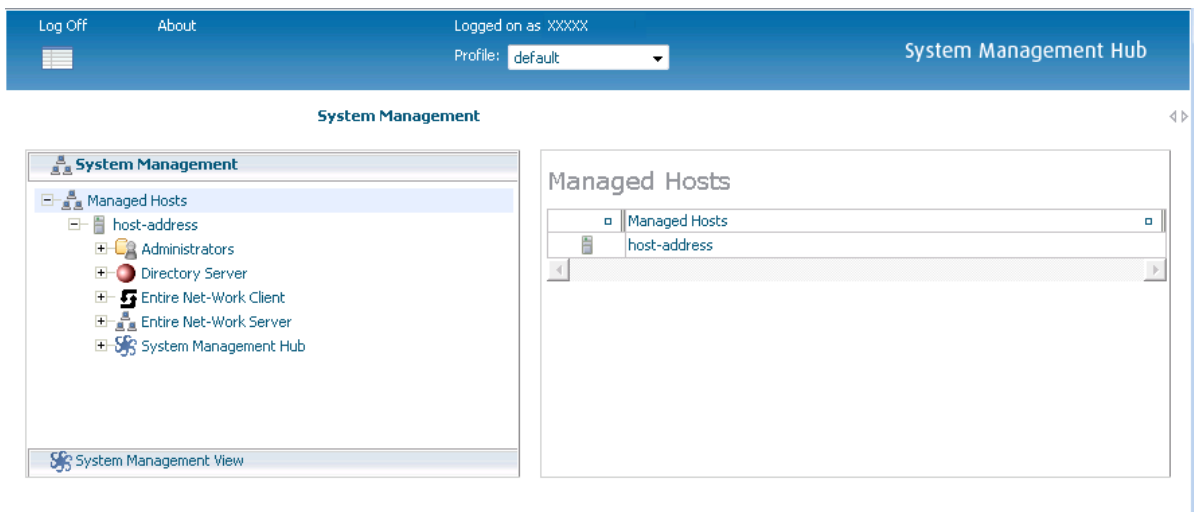 Log Off About Logged on as XXXXX
Profile: default System Management Hub
System Management
System Management
Managed Hosts
host-address
Administrators
Directory Server
Entire Net-Work Client
Entire Net-Work Server
System Management Hub
System Management View
Managed Hosts
Managed Hosts
host-address